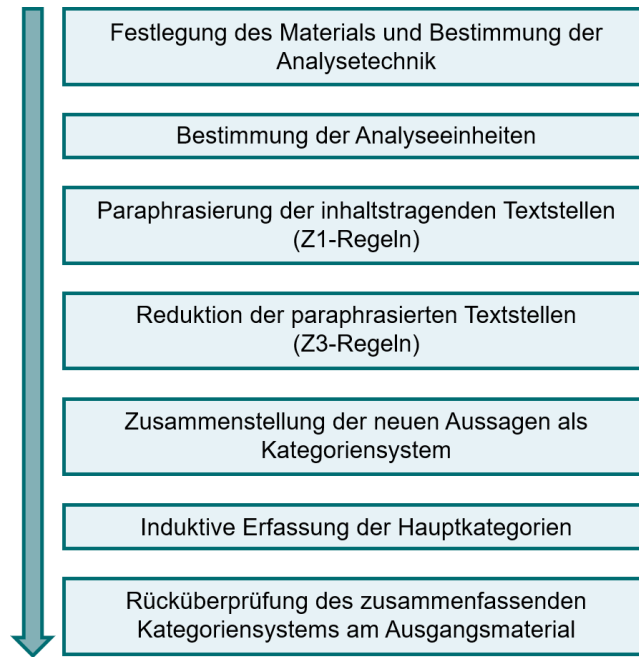 Festlegung des Materials und Bestimmung der
Analysetechnik
Bestimmung der Analyseeinheiten
Paraphrasierung der inhaltstragenden Textstellen
(Z1-Regeln)
Reduktion der paraphrasierten Textstellen
(Z3-Regeln)
Zusammenstellung der neuen Aussagen als
Kategoriensystem
Induktive Erfassung der Hauptkategorien
Rücküberprüfung des zusammenfassenden
Kategoriensystems am Ausgangsmaterial